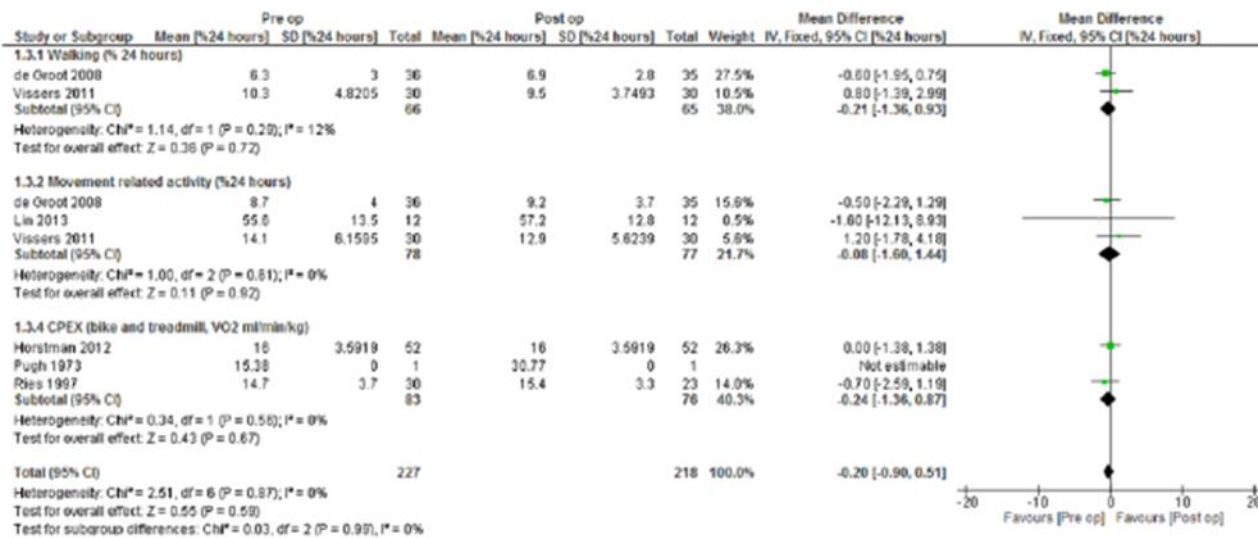 Pre op Post op Mean Difference Mean Difference
Study or Subgroup Mean [%24 hours] SD [%24 hours] Total Mean [%24 hours] SD [%24 hours] Total Weight IV, Fixed, 95% CI [%24 hours] IV, Fixed, 95% CI [%24 hours]
1.3.1 Walking (% 24 hours)
de Groot 2008 6.3 3 36 6.9 2.8 35 27.5% -0.60 [-1.95, 0.75]
Vissers 2011 10.3 4.8205 30 9.5 3.7493 30 10.5% 0.80 [-1.39, 2.99]
Subtotal (95% CI) 66 65 38.0% -0.21 [-1.36, 0.93]
Heterogeneity: Chi² = 1.14, df = 1 (P = 0.29); I² = 12%
Test for overall effect: Z = 0.36 (P = 0.72)
1.3.2 Movement related activity (%24 hours)
de Groot 2008 8.7 4 36 9.2 3.7 35 15.6% -0.50 [-2.29, 1.29]
Lin 2013 55.6 13.5 12 57.2 12.8 12 0.5% -1.60 [-12.13, 8.93]
Vissers 2011 14.1 6.1595 30 12.9 5.6239 30 5.6% 1.20 [-1.78, 4.18]
Subtotal (95% CI) 78 77 21.7% -0.08 [-1.60, 1.44]
Heterogeneity: Chi² = 1.00, df = 2 (P = 0.61); I² = 0%
Test for overall effect: Z = 0.11 (P = 0.92)
1.3.4 CPEX (bike and treadmill, VO2 ml/min/kg)
Horstman 2012 16 3.5919 52 16 3.5919 52 26.3% 0.00 [-1.38, 1.38]
Pugh 1973 15.38 0 1 30.77 0 1 Not estimable
Ries 1997 14.7 3.7 30 15.4 3.3 23 14.0% -0.70 [-2.59, 1.19]
Subtotal (95% CI) 83 76 40.3% -0.24 [-1.36, 0.87]
Heterogeneity: Chi² = 0.34, df = 1 (P = 0.56); I² = 0%
Test for overall effect: Z = 0.43 (P = 0.67)
Total (95% CI) 227 218 100.0% -0.20 [-0.90, 0.51]
Heterogeneity: Chi² = 2.51, df = 6 (P = 0.87); I² = 0%
Test for overall effect: Z = 0.55 (P = 0.58)
Test for subgroup differences: Chi² = 0.03, df = 2 (P = 0.98), I² = 0%
-20 -10 0 10 20
Favours [Pre op] Favours [Post op]